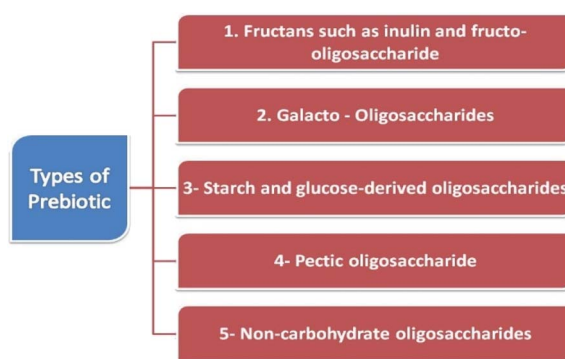 Types of
Prebiotic
1. Fructans such as inulin and fructo-
oligosaccharide
2. Galacto - Oligosaccharides
3- Starch and glucose-derived oligosaccharides
4- Pectic oligosaccharide
5- Non-carbohydrate oligosaccharides